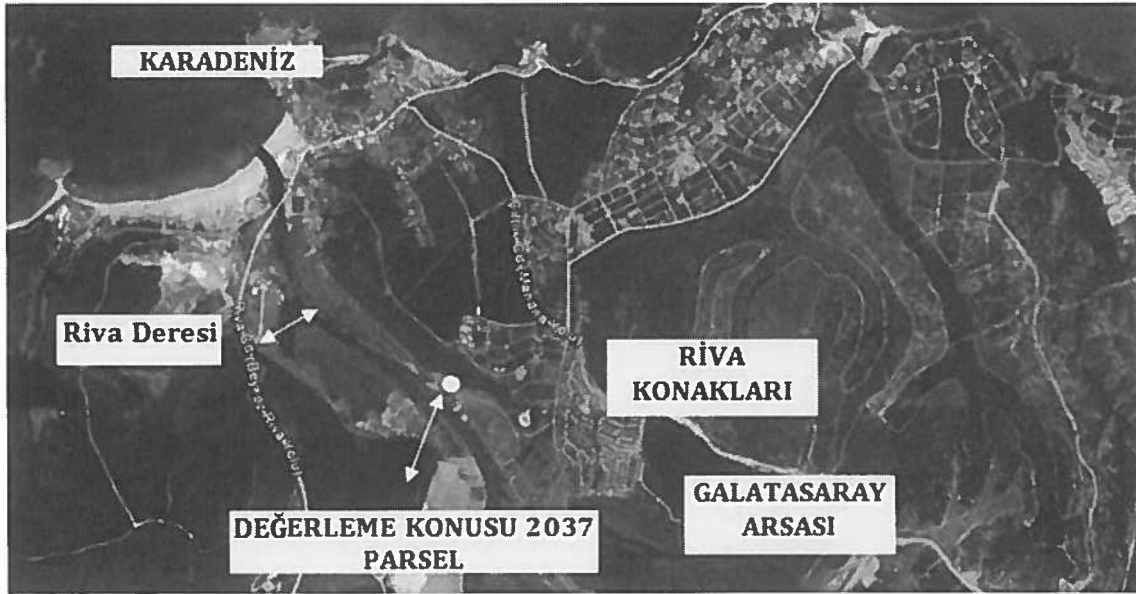 KARADENİZ
Riva Deresi
RİVA
KONAKLARI
GALATASARAY
ARSASI
DEĞERLEME KONUSU 2037
PARSEL